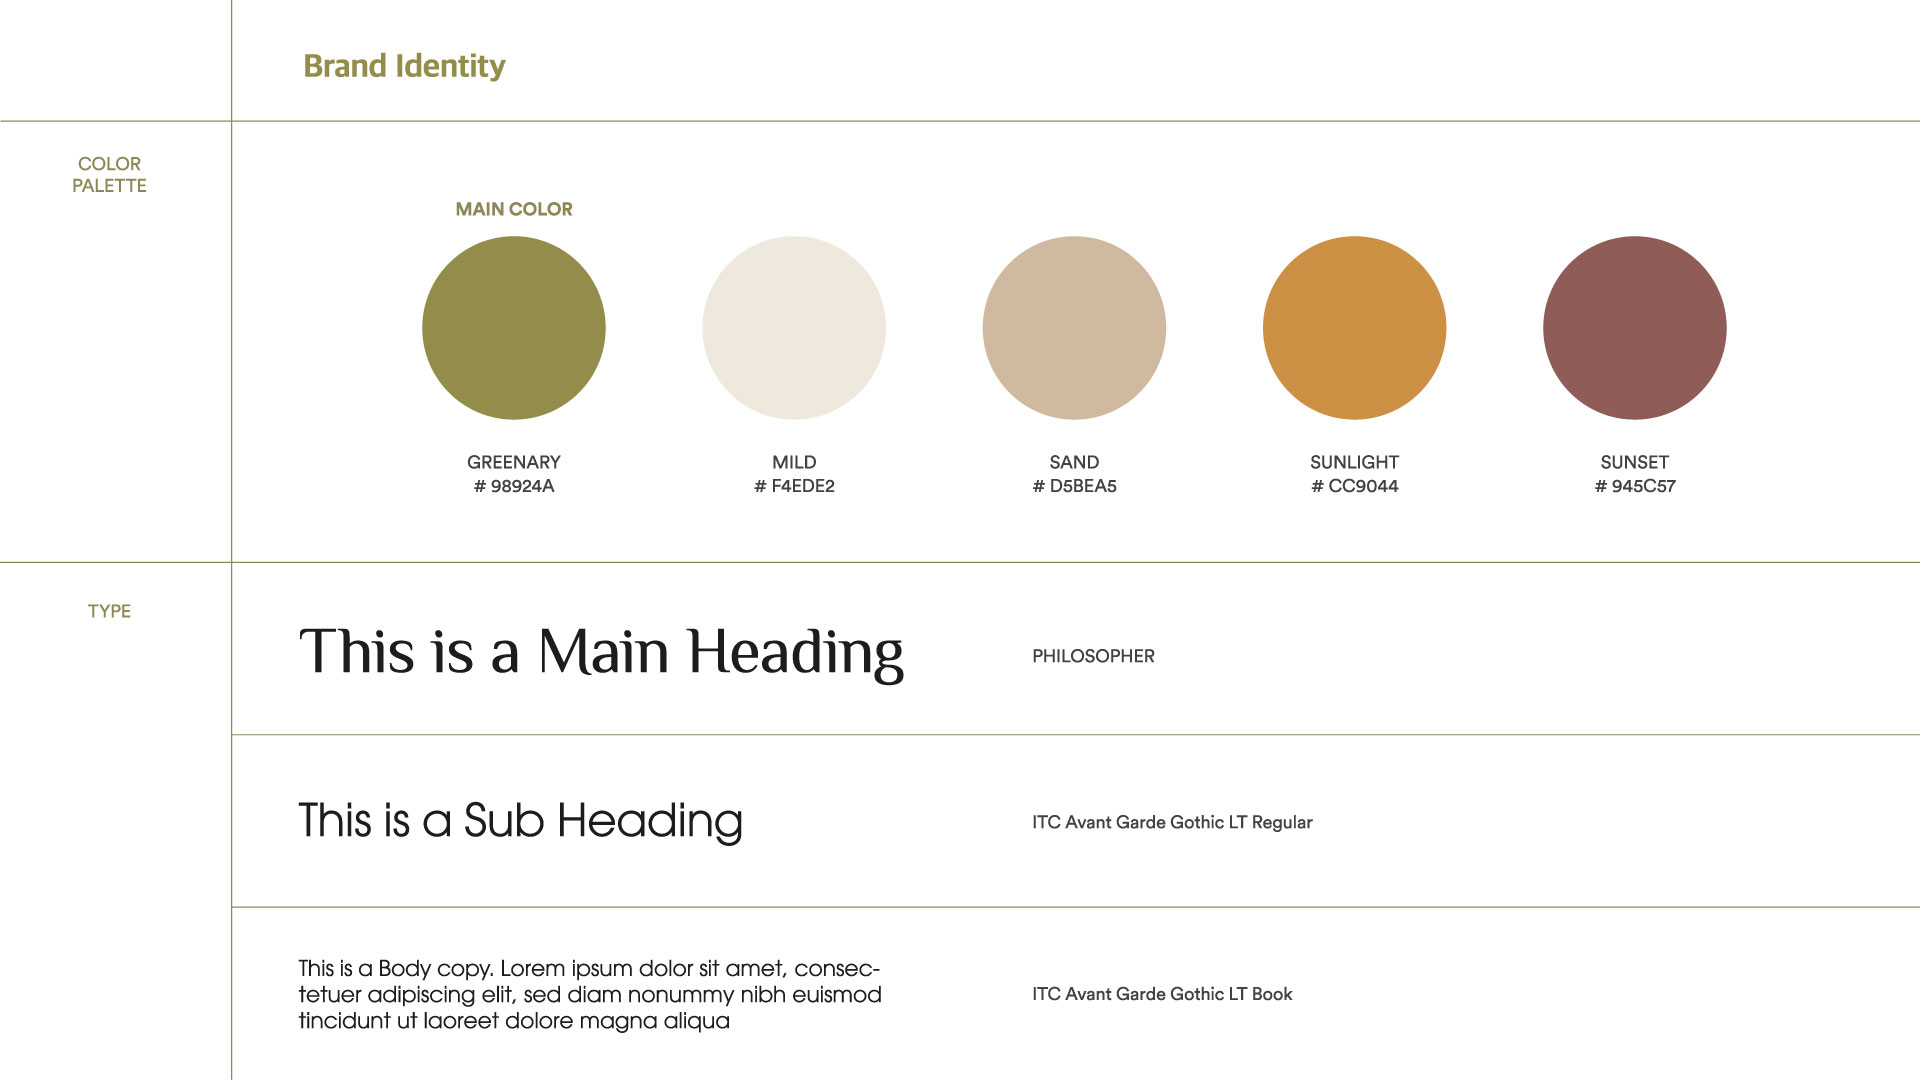 Brand Identity
COLOR
PALETTE
MAIN COLOR
GREENARY
# 98924A
MILD
# F4EDE2
SAND
# D5BEA5
SUNLIGHT
# CC9044
SUNSET
# 945C57
TYPE
This is a Main Heading
PHILOSOPHER
This is a Sub Heading
ITC Avant Garde Gothic LT Regular
This is a Body copy. Lorem ipsum dolor sit amet, consec-
tetuer adipiscing elit, sed diam nonummy nibh euismod
tincidunt ut laoreet dolore magna aliqua
ITC Avant Garde Gothic LT Book